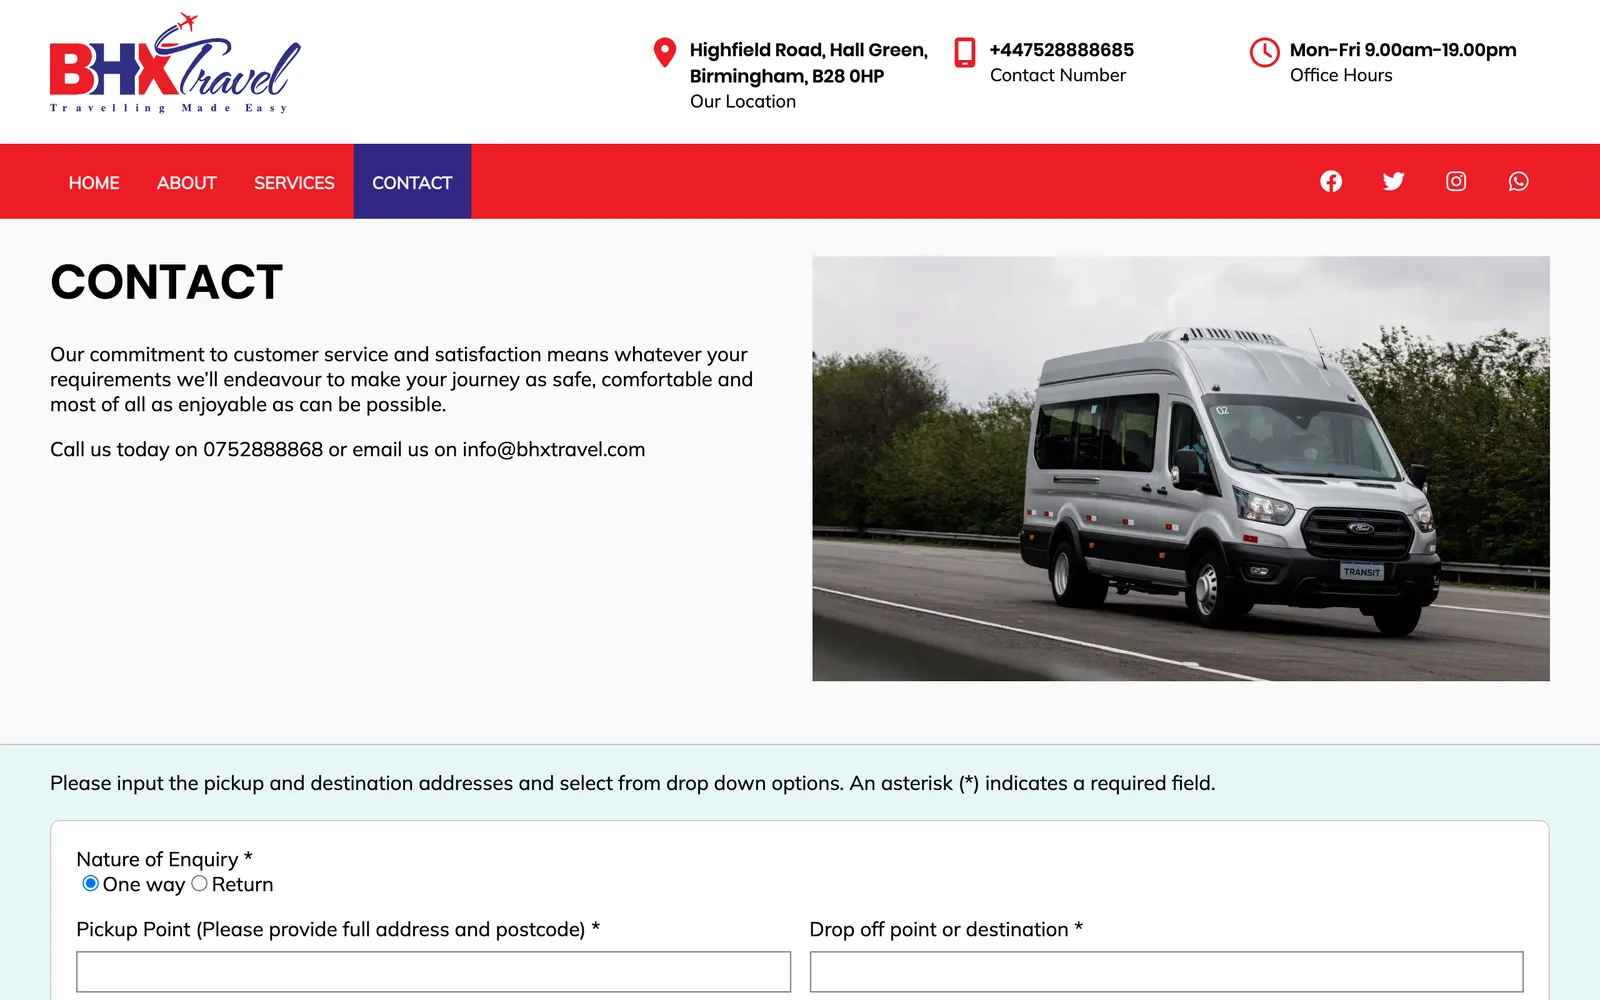 BHX Travel
Travelling Made Easy
Highfield Road, Hall Green,
Birmingham, B28 0HP
Our Location
+447528888685
Contact Number
Mon-Fri 9.00am-19.00pm
Office Hours
HOME
ABOUT
SERVICES
CONTACT
CONTACT
Our commitment to customer service and satisfaction means whatever your
requirements we'll endeavour to make your journey as safe, comfortable and
most of all as enjoyable as can be possible.
Call us today on 0752888868 or email us on info@bhxtravel.com
02
Ford
TRANSIT
Please input the pickup and destination addresses and select from drop down options. An asterisk (*) indicates a required field.
Nature of Enquiry *
One way Return
Pickup Point (Please provide full address and postcode) *
Drop off point or destination *